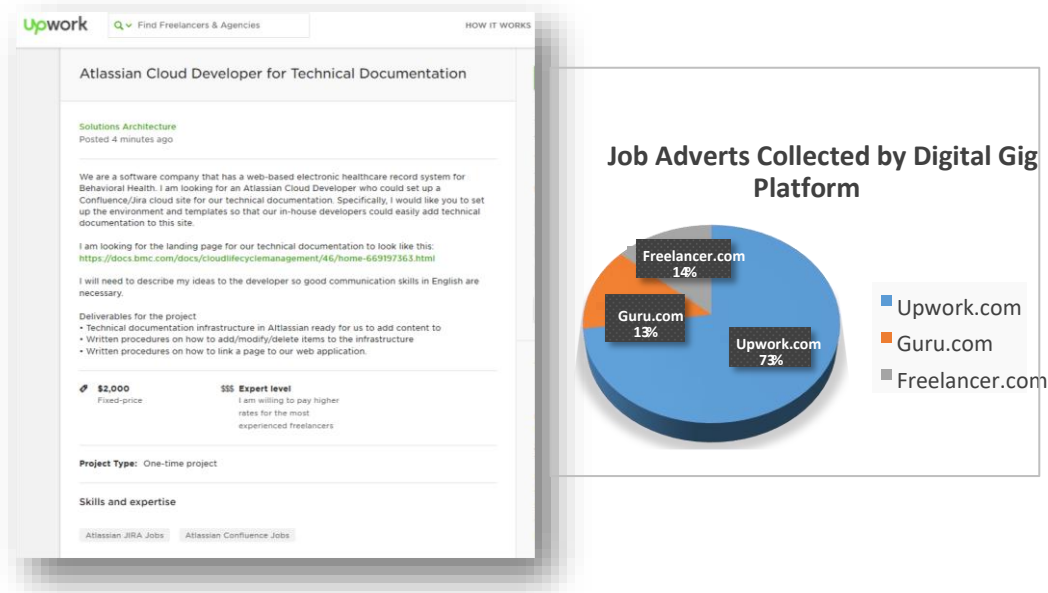 Upwork
Find Freelancers & Agencies
HOW IT WORKS
Atlassian Cloud Developer for Technical Documentation
Solutions Architecture
Posted 4 minutes ago
We are a software company that has a web-based electronic healthcare record system for
Behavioral Health. I am looking for an Atlassian Cloud Developer who could set up a
Confluence/Jira cloud site for our technical documentation. Specifically, I would like you to set
up the environment and templates so that our in-house developers could easily add technical
documentation to this site.
I am looking for the landing page for our technical documentation to look like this:
https://docs.bmc.com/docs/cloudlifecyclemanagement/46/home-669197363.html
I will need to describe my ideas to the developer so good communication skills in English are
necessary.
Deliverables for the project
• Technical documentation infrastructure in Altlassian ready for us to add content to
• Written procedures on how to add/modify/delete items to the infrastructure
• Written procedures on how to link a page to our web application.
$2,000
Fixed-price
$$$ Expert level
I am willing to pay higher
rates for the most
experienced freelancers
Project Type: One-time project
Skills and expertise
Atlassian JIRA Jobs
Atlassian Confluence Jobs
Job Adverts Collected by Digital Gig
Platform
Freelancer.com
14%
Guru.com
13%
Upwork.com
73%
Upwork.com
Guru.com
Freelancer.com